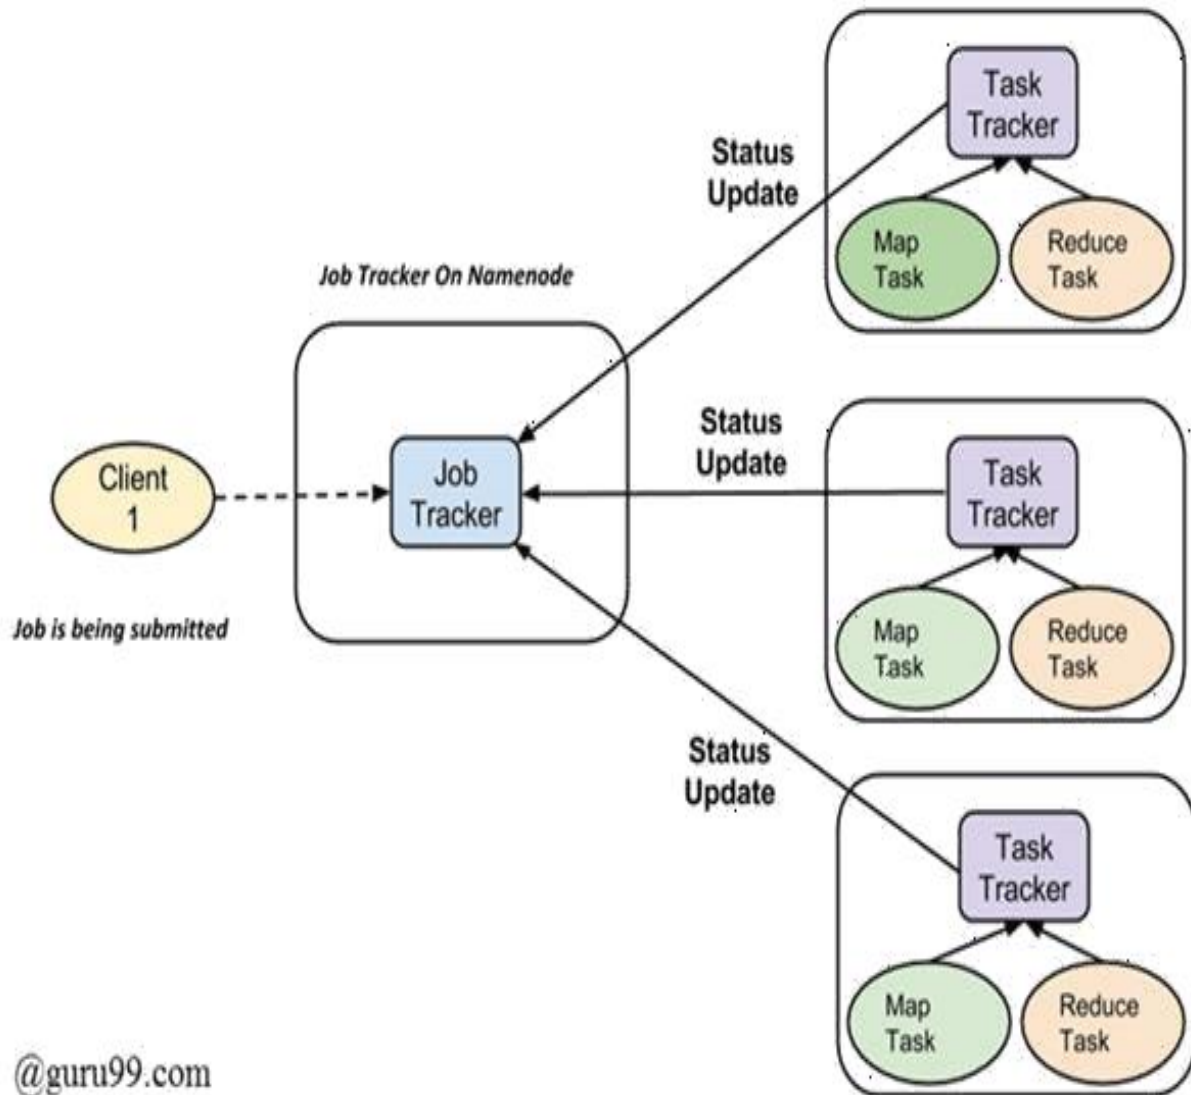 Task
Tracker
Status
Update
Map
Task
Reduce
Task
Job Tracker On Namenode
Status
Update
Task
Tracker
Client
1
Job
Tracker
Job is being submitted
Map
Task
Reduce
Task
Status
Update
Task
Tracker
Map
Task
Reduce
Task
@guru99.com